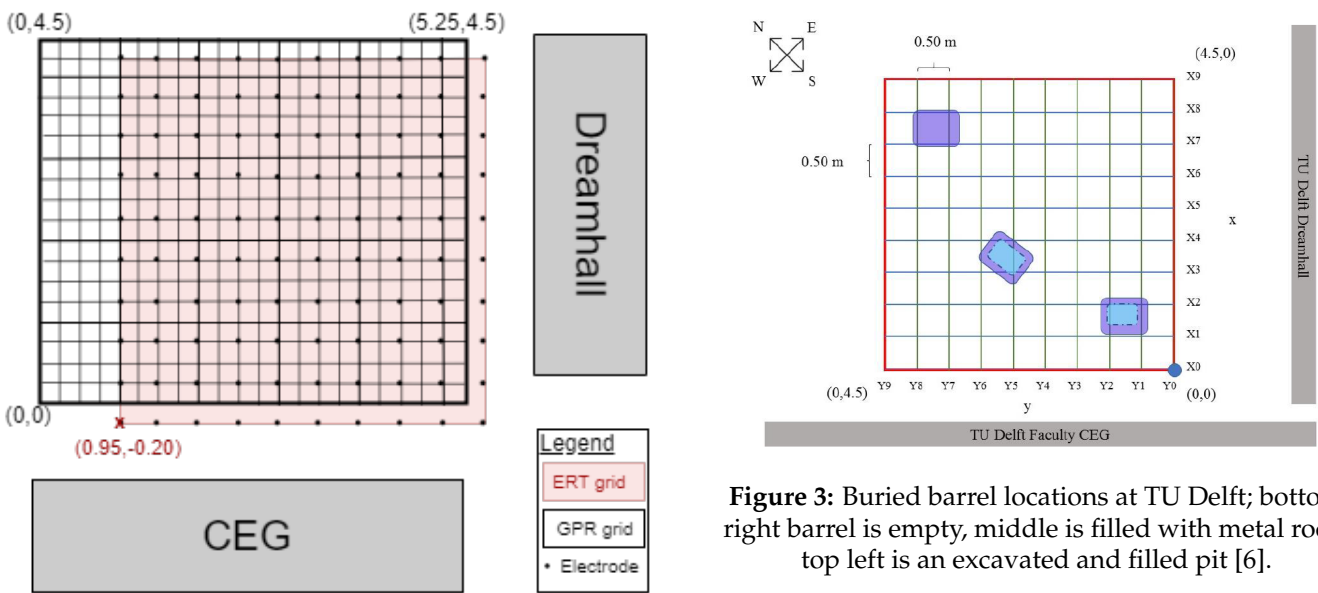 (0,4.5)
(5.25,4.5)
Dreamhall
(0,0)
(0.95,-0.20)
CEG
Legend
ERT grid
GPR grid
Electrode
N E
W S
0.50 m
(4.5,0)
X9
X8
X7
0.50 m
X6
X5
x
X4
X3
X2
X1
X0
TU Delft Dreamhall
(0,4.5)
Y9 Y8 Y7 Y6 Y5 Y4 Y3 Y2 Y1 Y0
(0,0)
y
TU Delft Faculty CEG
Figure 3: Buried barrel locations at TU Delft;
right barrel is empty, middle is filled with metal
top left is an excavated and filled pit [6].